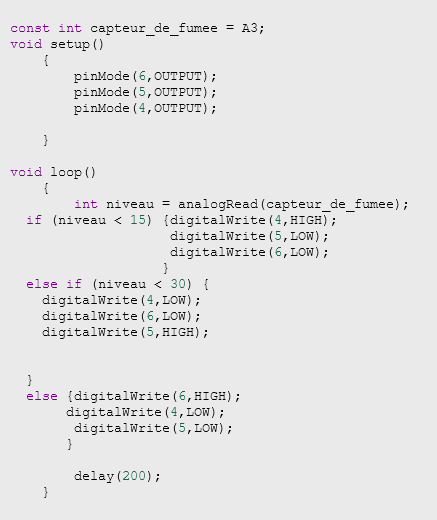 const int capteur_de_fumee = A3;
void setup()
{
pinMode(6,OUTPUT);
pinMode(5,OUTPUT);
pinMode(4,OUTPUT);
}
void loop()
{
int niveau = analogRead(capteur_de_fumee);
if (niveau < 15) {digitalWrite(4,HIGH);
digitalWrite(5,LOW);
digitalWrite(6,LOW);
}
else if (niveau < 30) {
digitalWrite(4,LOW);
digitalWrite(6,LOW);
digitalWrite(5,HIGH);
}
else {digitalWrite(6,HIGH);
digitalWrite(4,LOW);
digitalWrite(5,LOW);
}
delay(200);
}